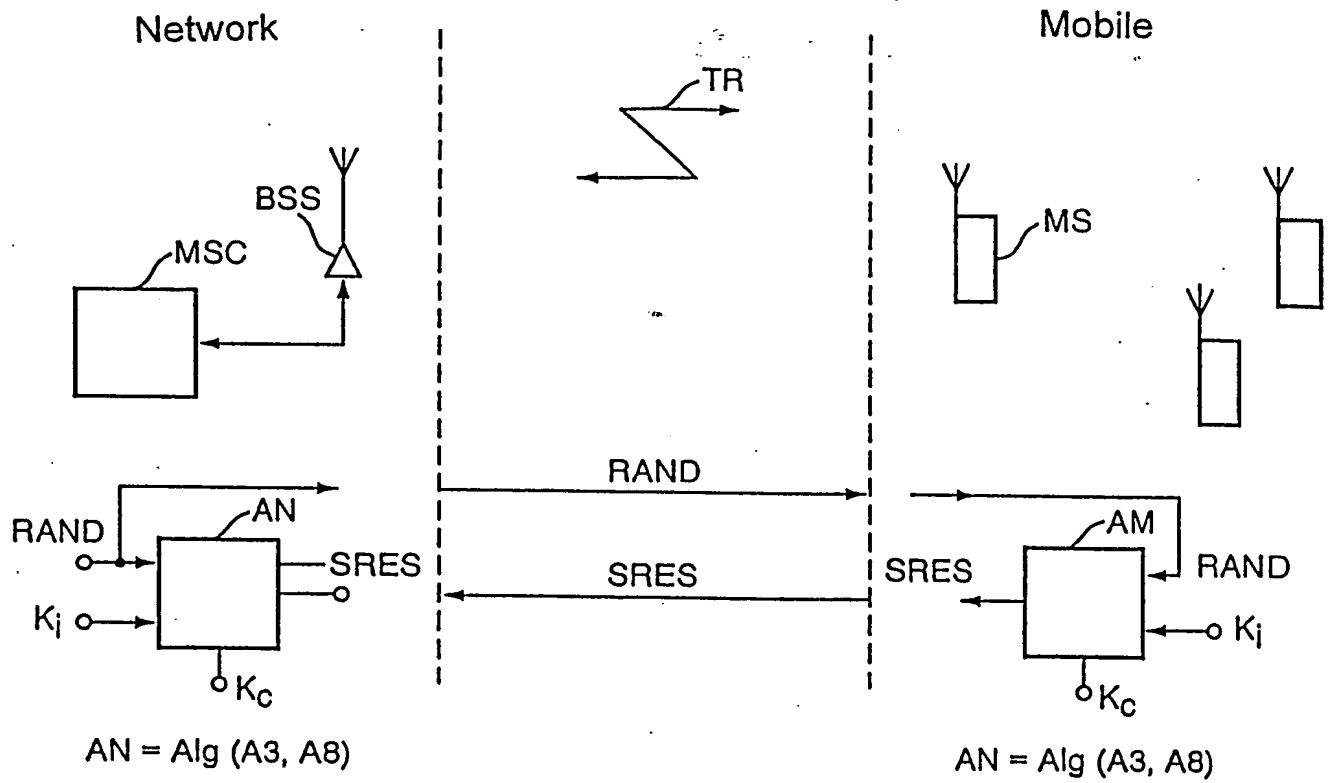 Network
Mobile
TR
BSS
MSC
MS
RAND
AN
RAND
SRES
Ki
Kc
SRES
AM
SRES
RAND
Ki
Kc
AN = Alg (A3, A8)
AN = Alg (A3, A8)